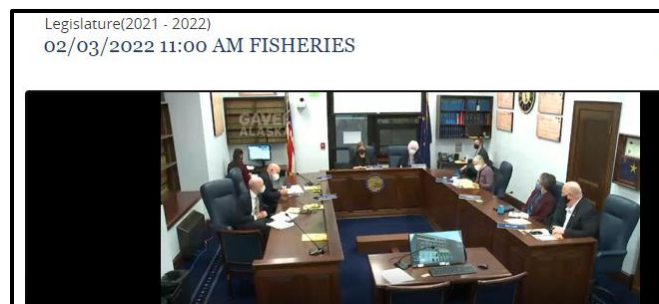 Legislature(2021 - 2022)
02/03/2022 11:00 AM FISHERIES
GAVEL
ALASKA